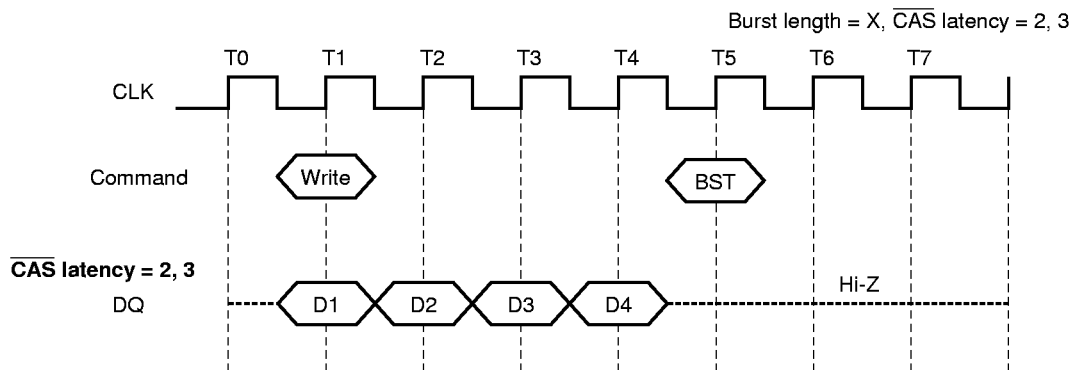 Burst length = X, CAS latency = 2, 3
T0 T1 T2 T3 T4 T5 T6 T7
CLK
Command Write BST
CAS latency = 2, 3
Hi-Z
DQ D1 D2 D3 D4